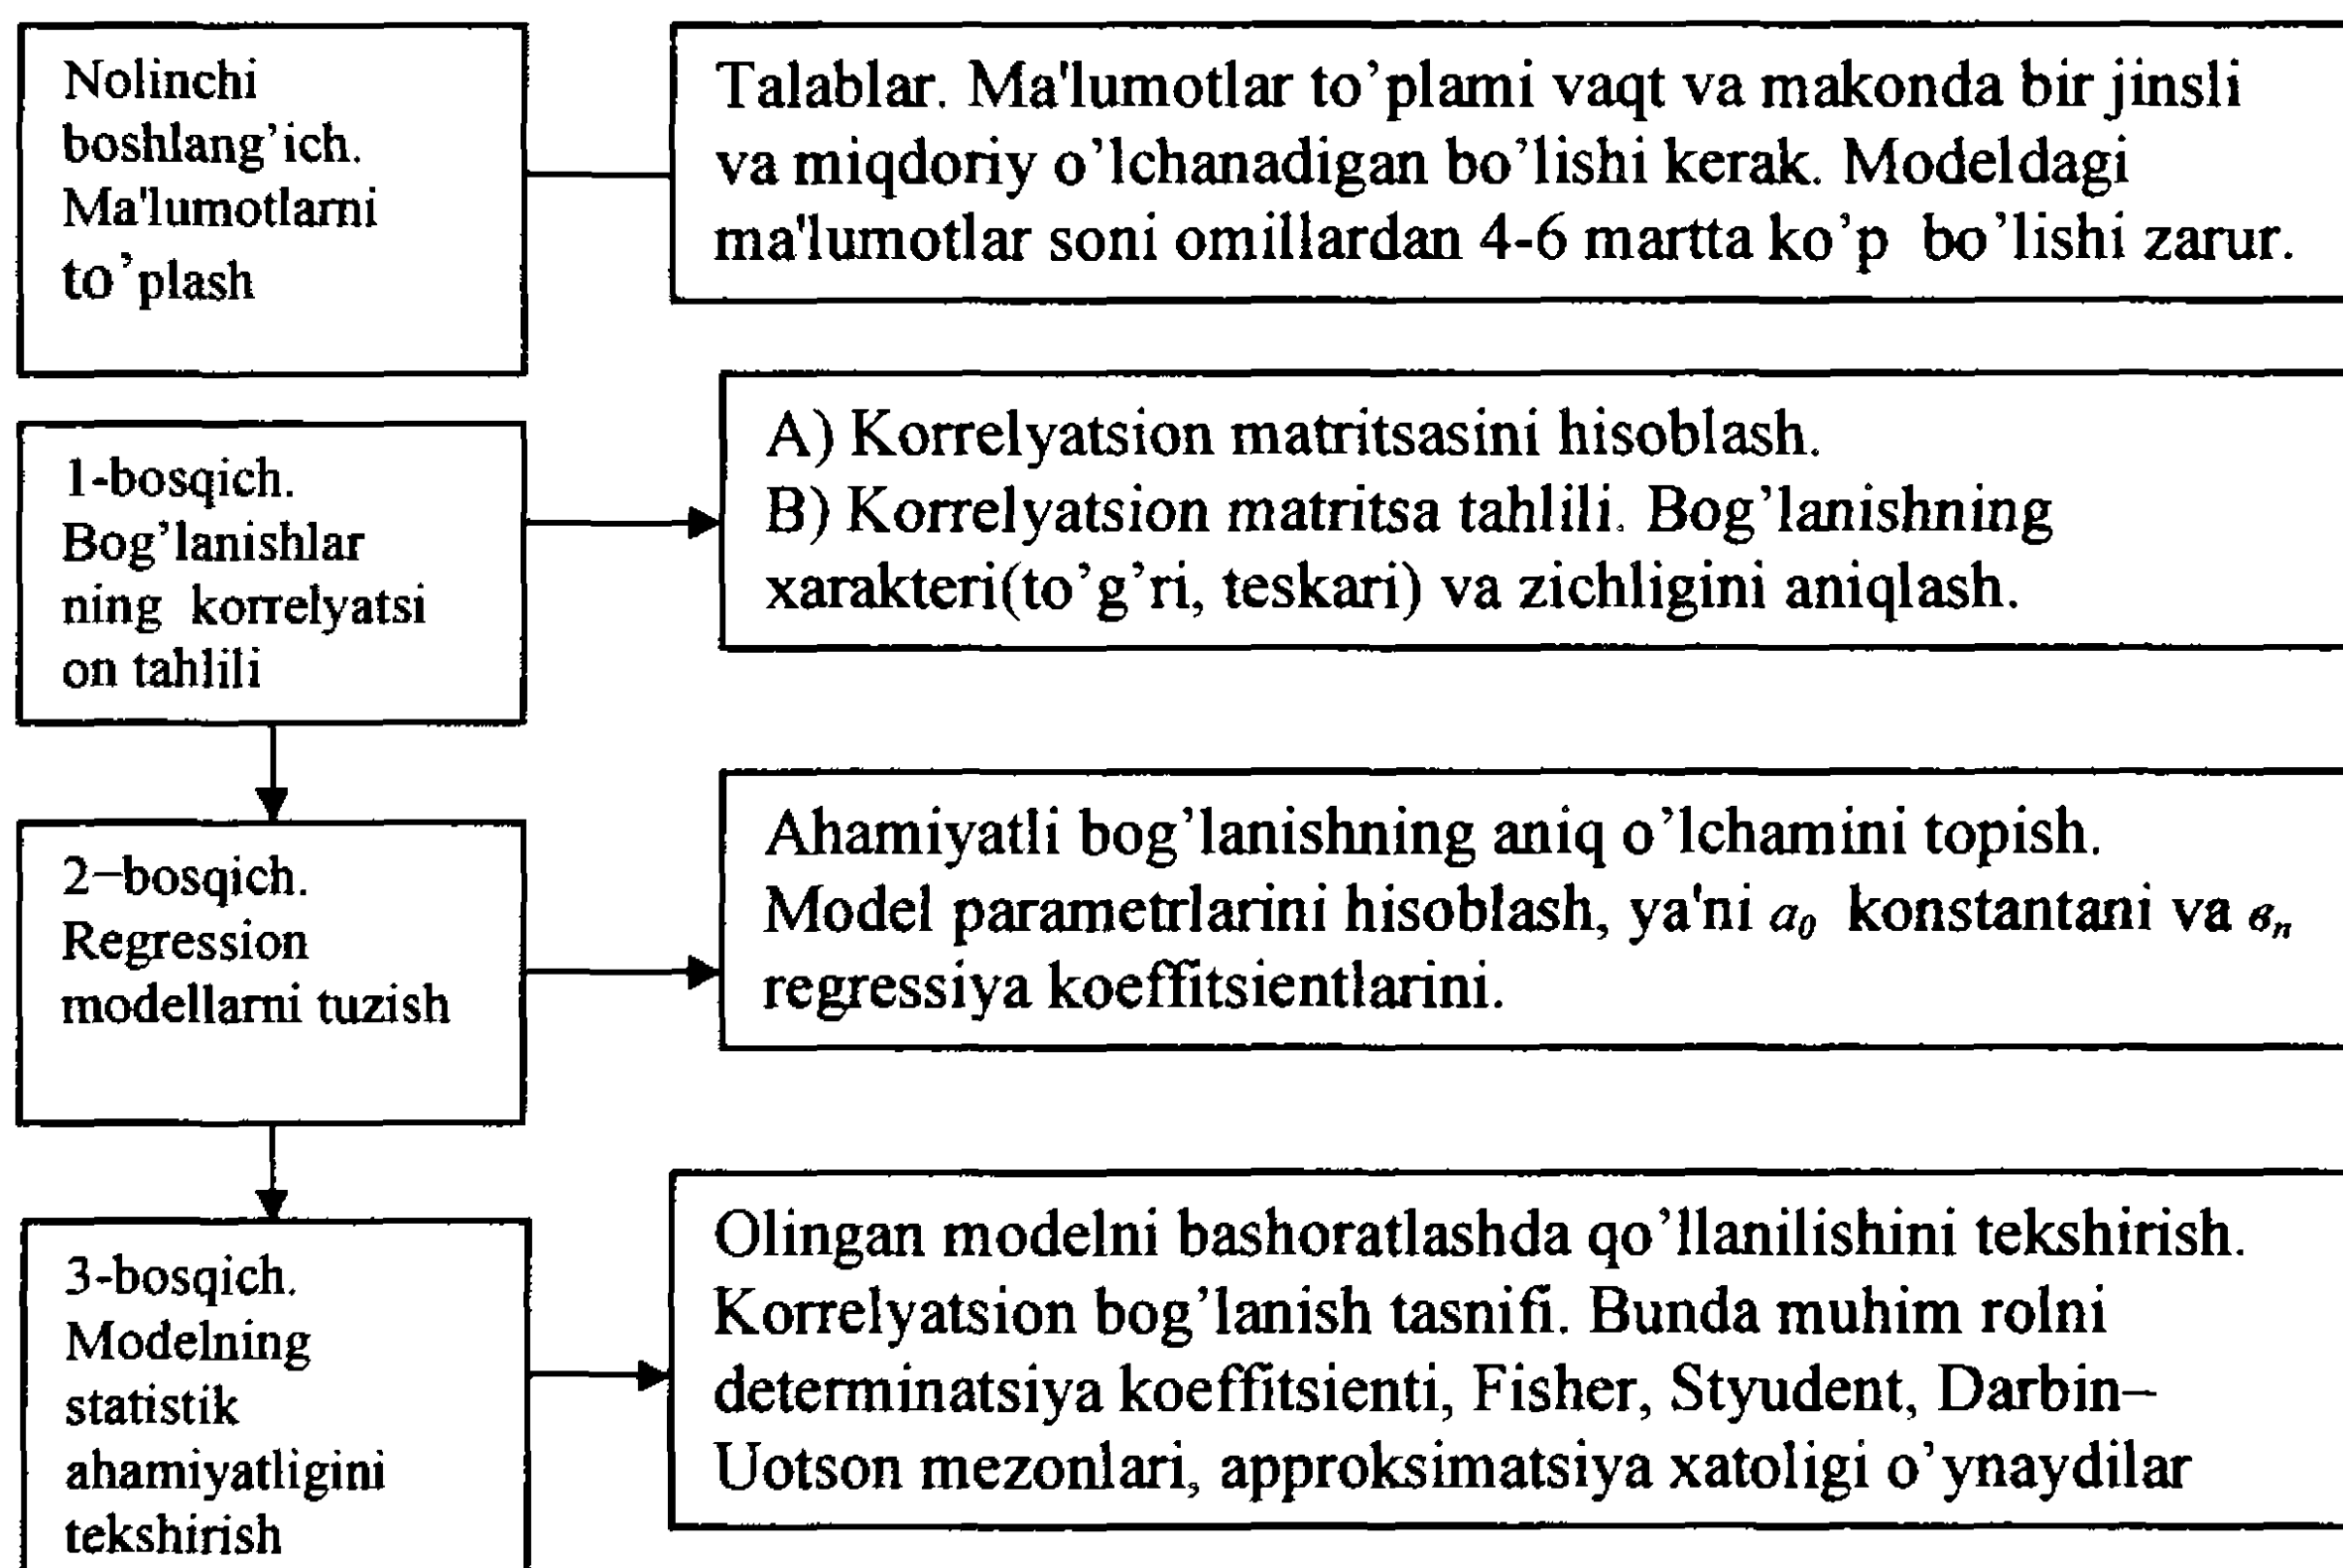 Nolinchi
boshlang’ich.
Ma'lumotlarni
to’plash
Talablar. Ma'lumotlar to’plami vaqt va makonda bir jinsli
va miqdoriy o’lchanadigan bo’lishi kerak. Modeldagi
ma'lumotlar soni omillardan 4-6 martta ko’p bo’lishi zarur.
1-bosqich.
Bog’lanishlar
ning korrelyatsi
on tahlili
A) Korrelyatsion matritsasini hisoblash.
B) Korrelyatsion matritsa tahlili. Bog’lanishning
xarakteri(to’g’ri, teskari) va zichligini aniqlash.
2–bosqich.
Regression
modellarni tuzish
Ahamiyatli bog’lanishning aniq o’lchamini topish.
Model parametrlarini hisoblash, ya'ni a₀ konstantani va вₙ
regressiya koeffitsientlarini.
3-bosqich.
Modelning
statistik
ahamiyatligini
tekshirish
Olingan modelni bashoratlashda qo’llanilishini tekshirish.
Korrelyatsion bog’lanish tasnifi. Bunda muhim rolni
determinatsiya koeffitsienti, Fisher, Styudent, Darbin–
Uotson mezonlari, approksimatsiya xatoligi o’ynaydilar